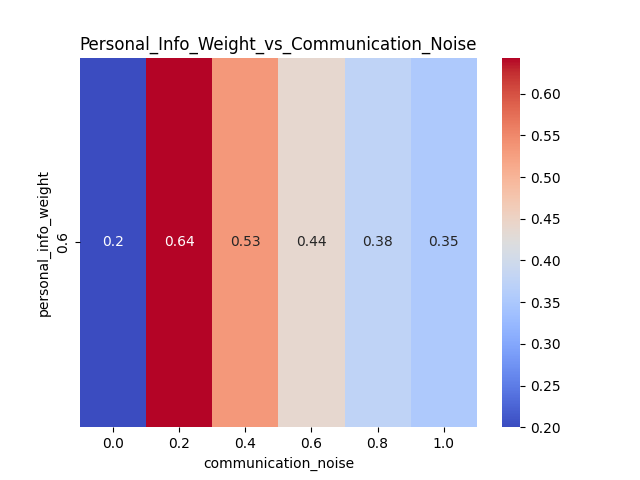 Personal_Info_Weight_vs_Communication_Noise
personal_info_weight
0.6
0.2 0.64 0.53 0.44 0.38 0.35
0.0 0.2 0.4 0.6 0.8 1.0
communication_noise
0.60
0.55
0.50
0.45
0.40
0.35
0.30
0.25
0.20